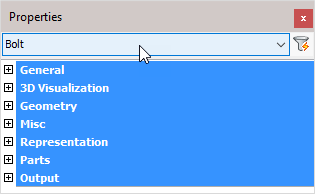 Properties
Bolt
General
3D Visualization
Geometry
Misc
Representation
Parts
Output